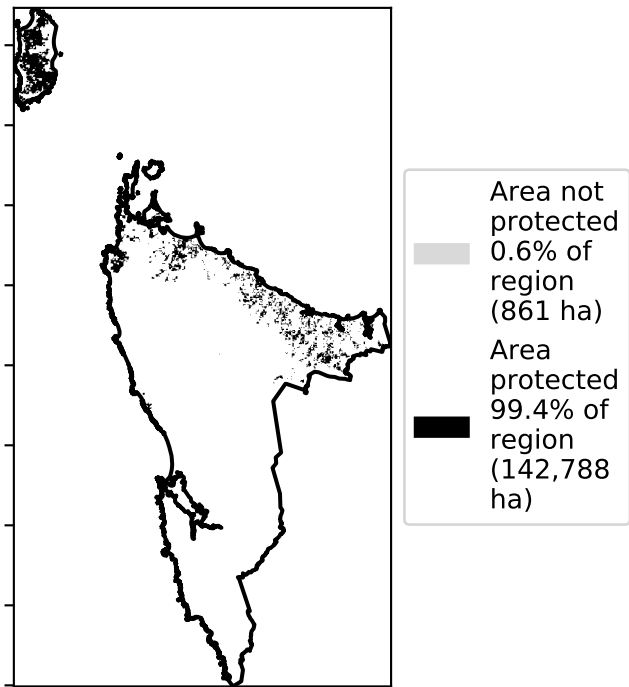 Area not
protected
0.6% of
region
(861 ha)
Area
protected
99.4% of
region
(142,788
ha)